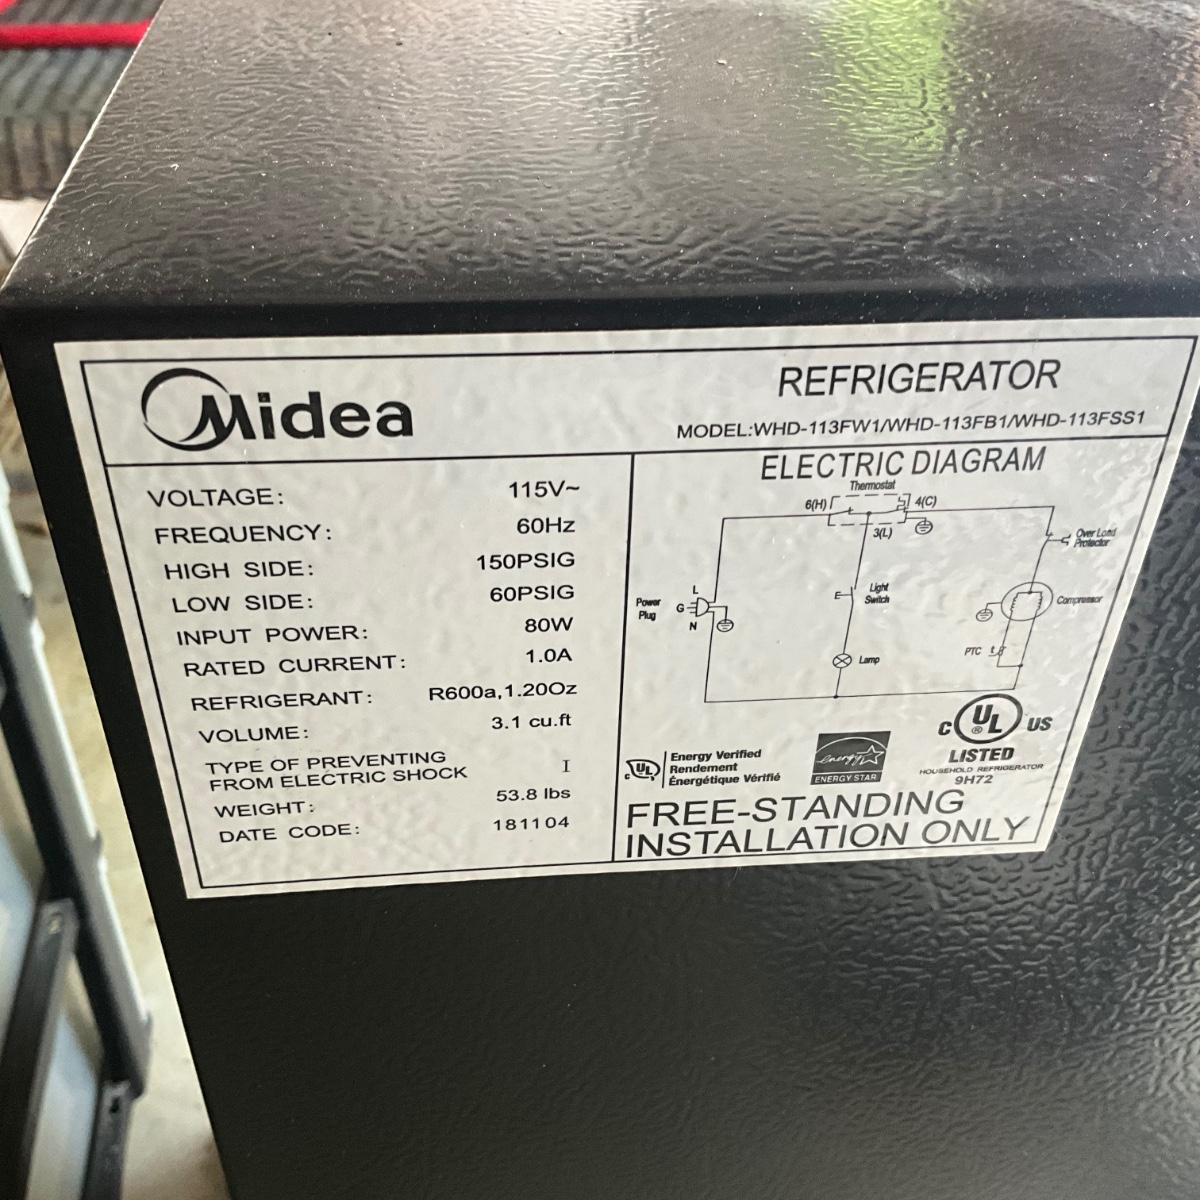 Midea
REFRIGERATOR
MODEL:WHD-113FW1/WHD-113FB1/WHD-113FSS1
VOLTAGE: 115V~
FREQUENCY: 60Hz
HIGH SIDE: 150PSIG
LOW SIDE: 60PSIG
INPUT POWER: 80W
RATED CURRENT: 1.0A
REFRIGERANT: R600a,1.20Oz
VOLUME: 3.1 cu.ft
TYPE OF PREVENTING
FROM ELECTRIC SHOCK I
WEIGHT: 53.8 lbs
DATE CODE: 181104
ELECTRIC DIAGRAM
Thermostat
6(H) 4(C)
3(L)
Over Load
Protector
Light
Switch
Power
Plug
L
G
N
Compressor
PTC t°
Lamp
c UL ® US
LISTED
HOUSEHOLD REFRIGERATOR
9H72
c UL
Energy Verified
Rendement
Énergétique Vérifié
energy
ENERGY STAR
FREE-STANDING
INSTALLATION ONLY